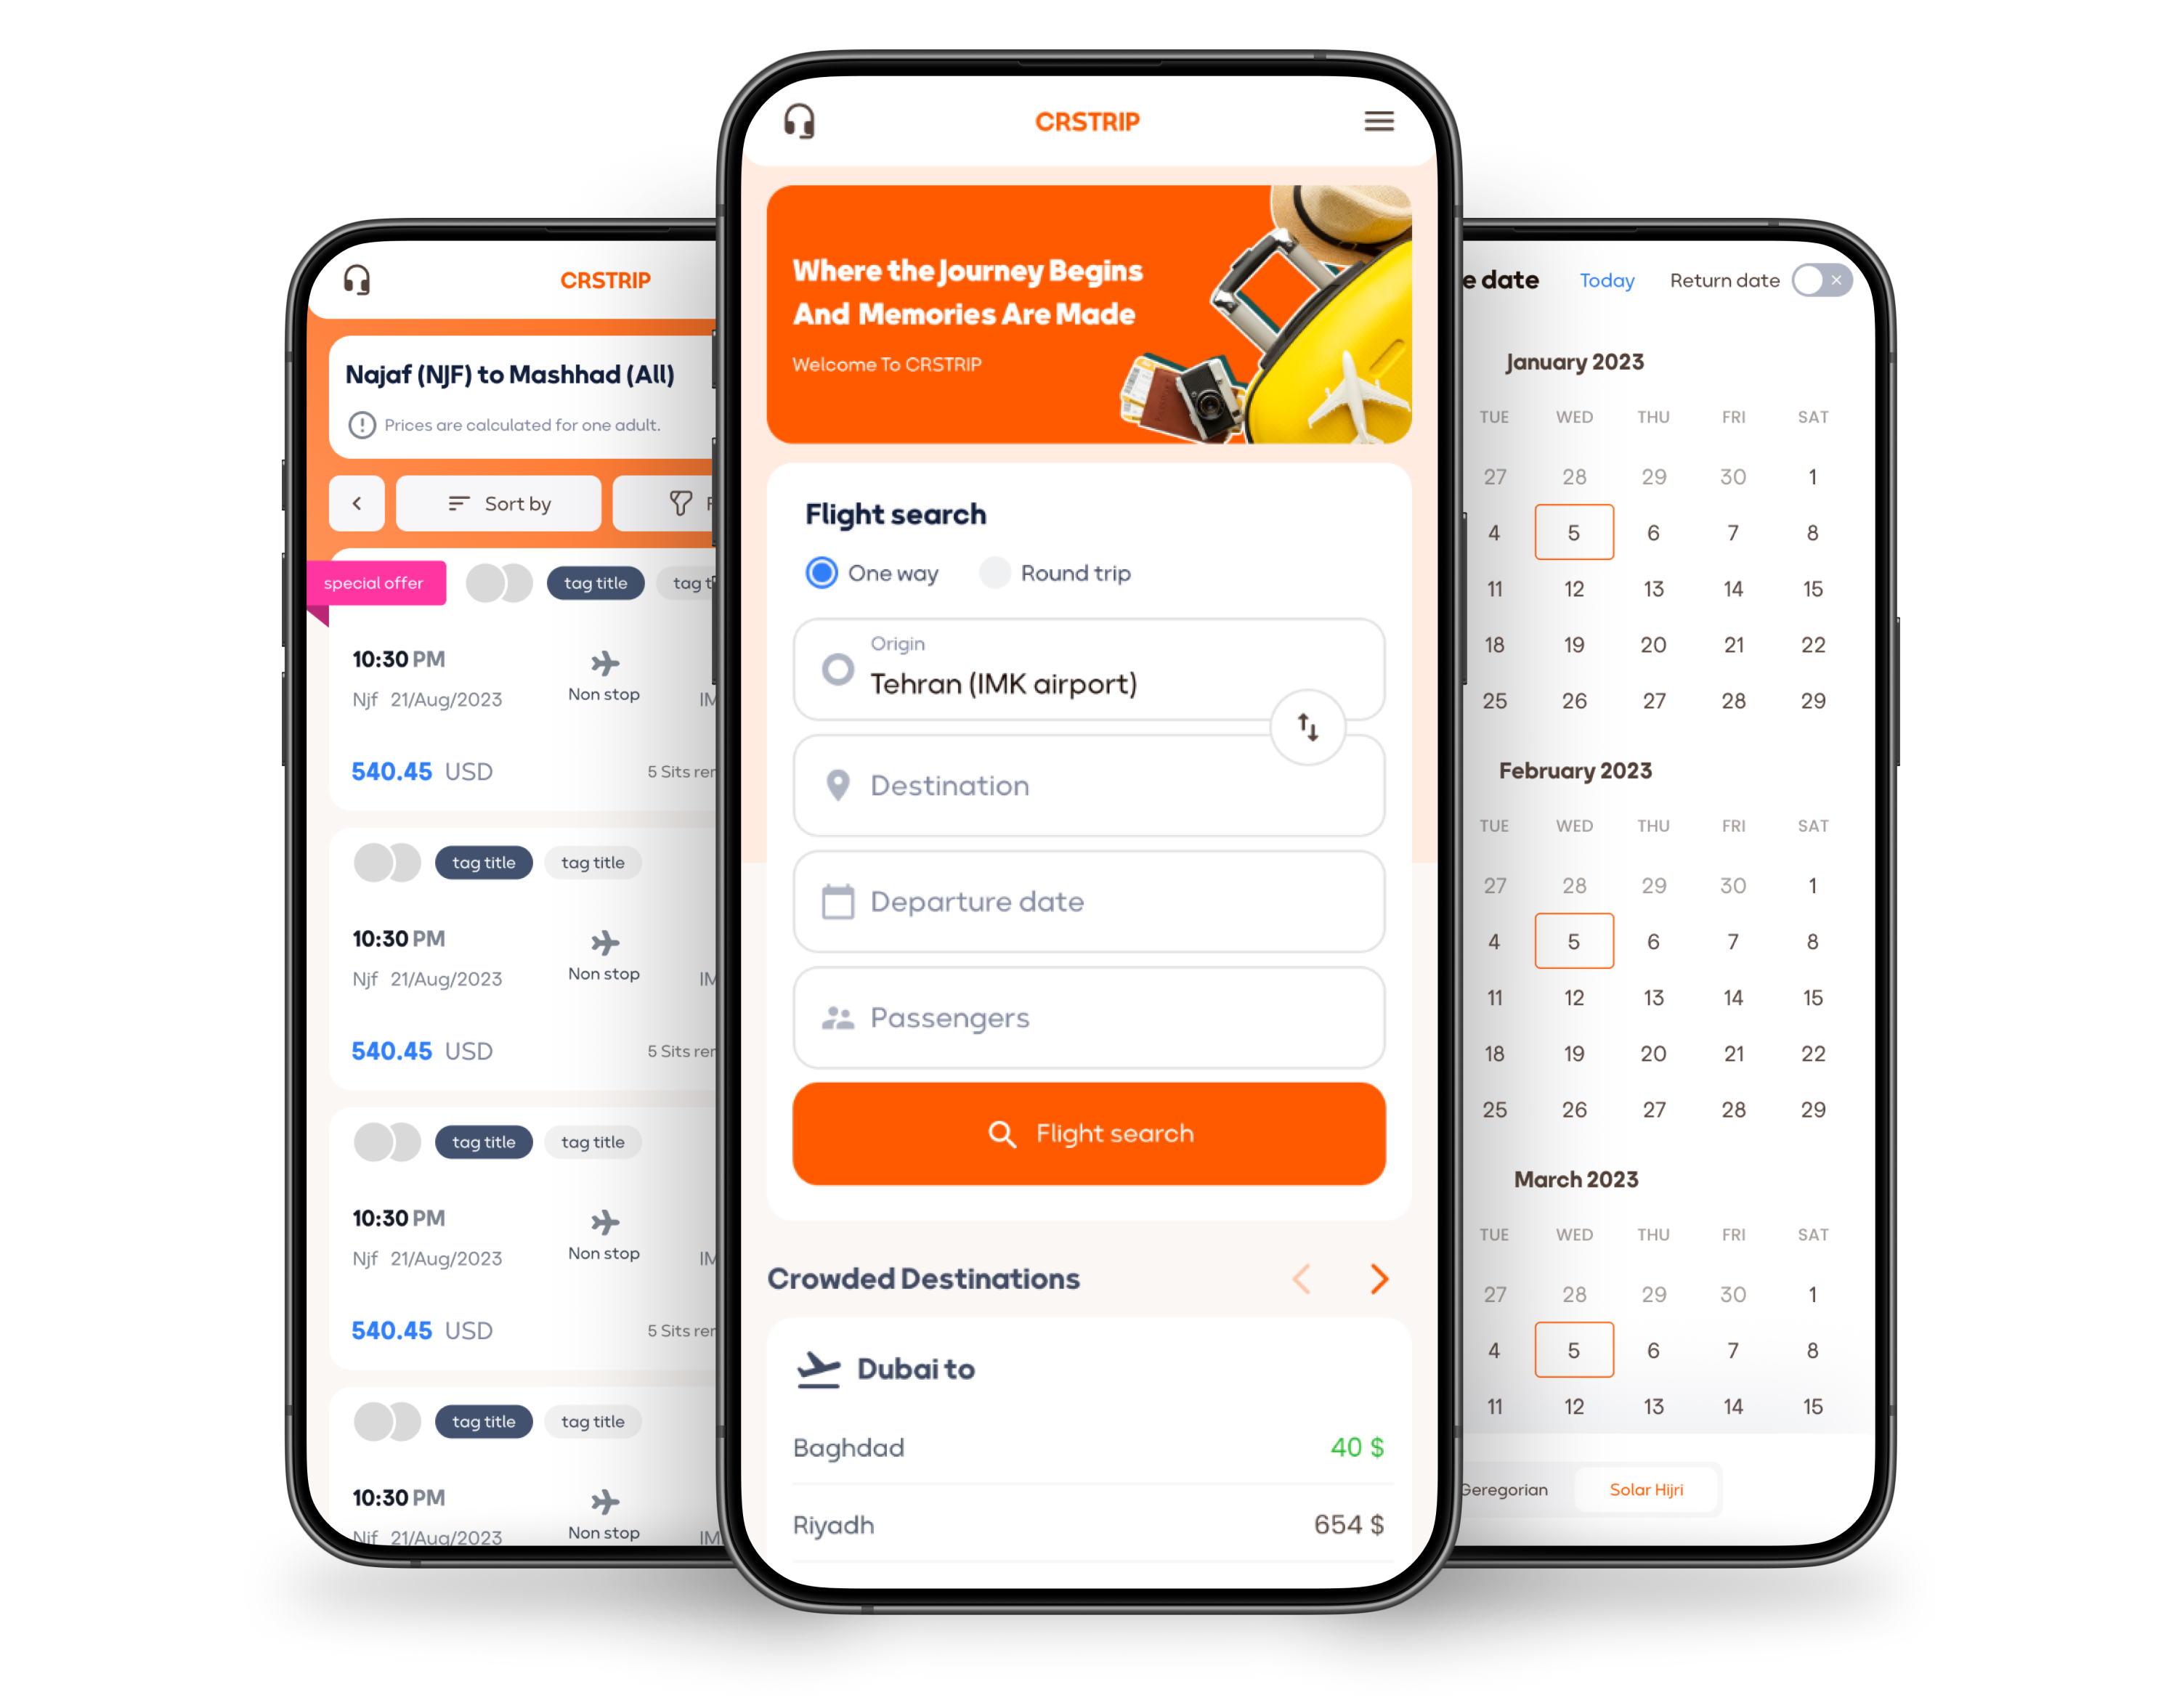 CRSTRIP
Najaf (NJF) to Mashhad (All)
Prices are calculated for one adult.
Sort by
special offer
tag title
10:30 PM
Non stop
Njf 21/Aug/2023
540.45 USD
5 Sits
tag title tag title
10:30 PM
Non stop
Njf 21/Aug/2023
540.45 USD
5 Sits
tag title tag title
10:30 PM
Non stop
Njf 21/Aug/2023
540.45 USD
5 Sits
tag title tag title
10:30 PM
Non stop
Njf 21/Aug/2023
CRSTRIP
Where the Journey Begins
And Memories Are Made
Welcome To CRSTRIP
Flight search
One way Round trip
Origin
Tehran (IMK airport)
Destination
Departure date
Passengers
Flight search
Crowded Destinations
Dubai to
Baghdad 40 $
Riyadh 654 $
date Today Return date
January 2023
TUE WED THU FRI SAT
27 28 29 30 1
4 5 6 7 8
11 12 13 14 15
18 19 20 21 22
25 26 27 28 29
February 2023
TUE WED THU FRI SAT
27 28 29 30 1
4 5 6 7 8
11 12 13 14 15
18 19 20 21 22
25 26 27 28 29
March 2023
TUE WED THU FRI SAT
27 28 29 30 1
4 5 6 7 8
11 12 13 14 15
Geregorian Solar Hijri